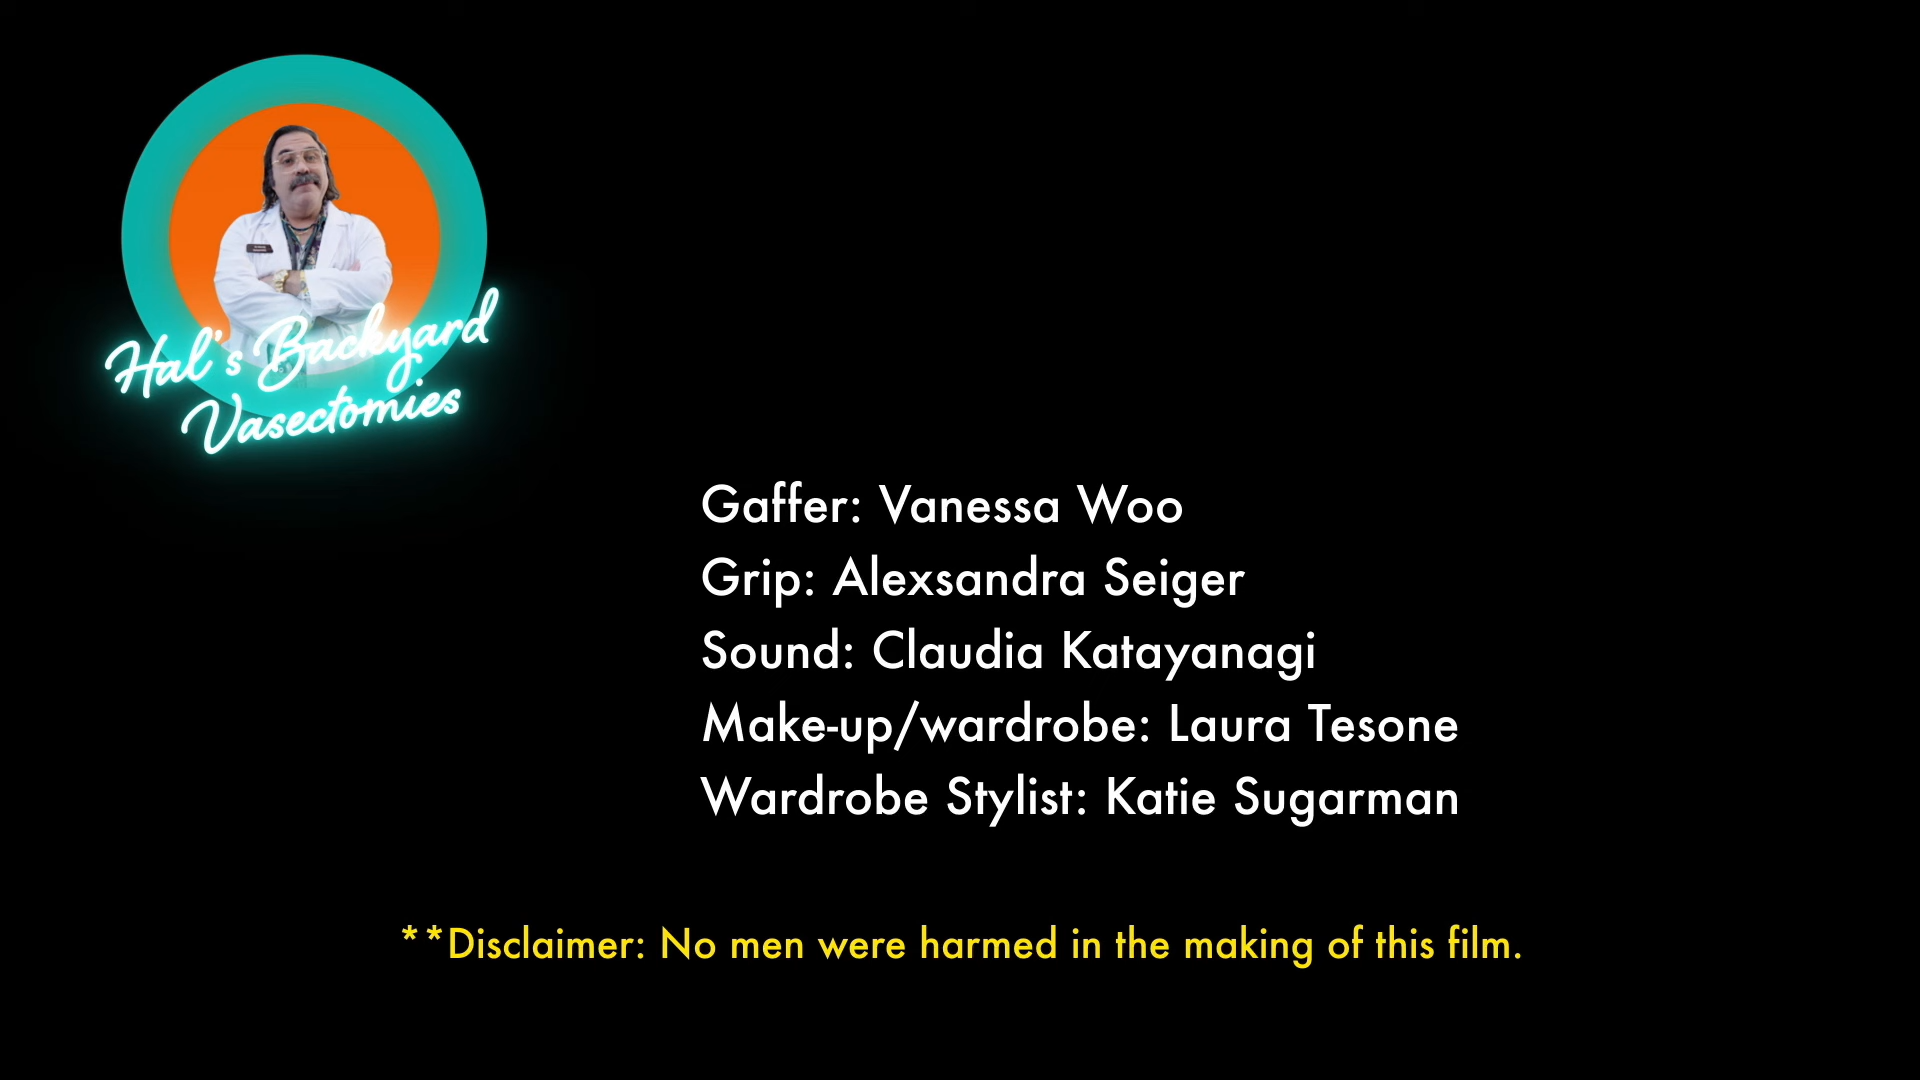 Hal's Backyard
Vasectomies
Gaffer: Vanessa Woo
Grip: Alexsandra Seiger
Sound: Claudia Katayanagi
Make-up/wardrobe: Laura Tesone
Wardrobe Stylist: Katie Sugarman
**Disclaimer: No men were harmed in the making of this film.